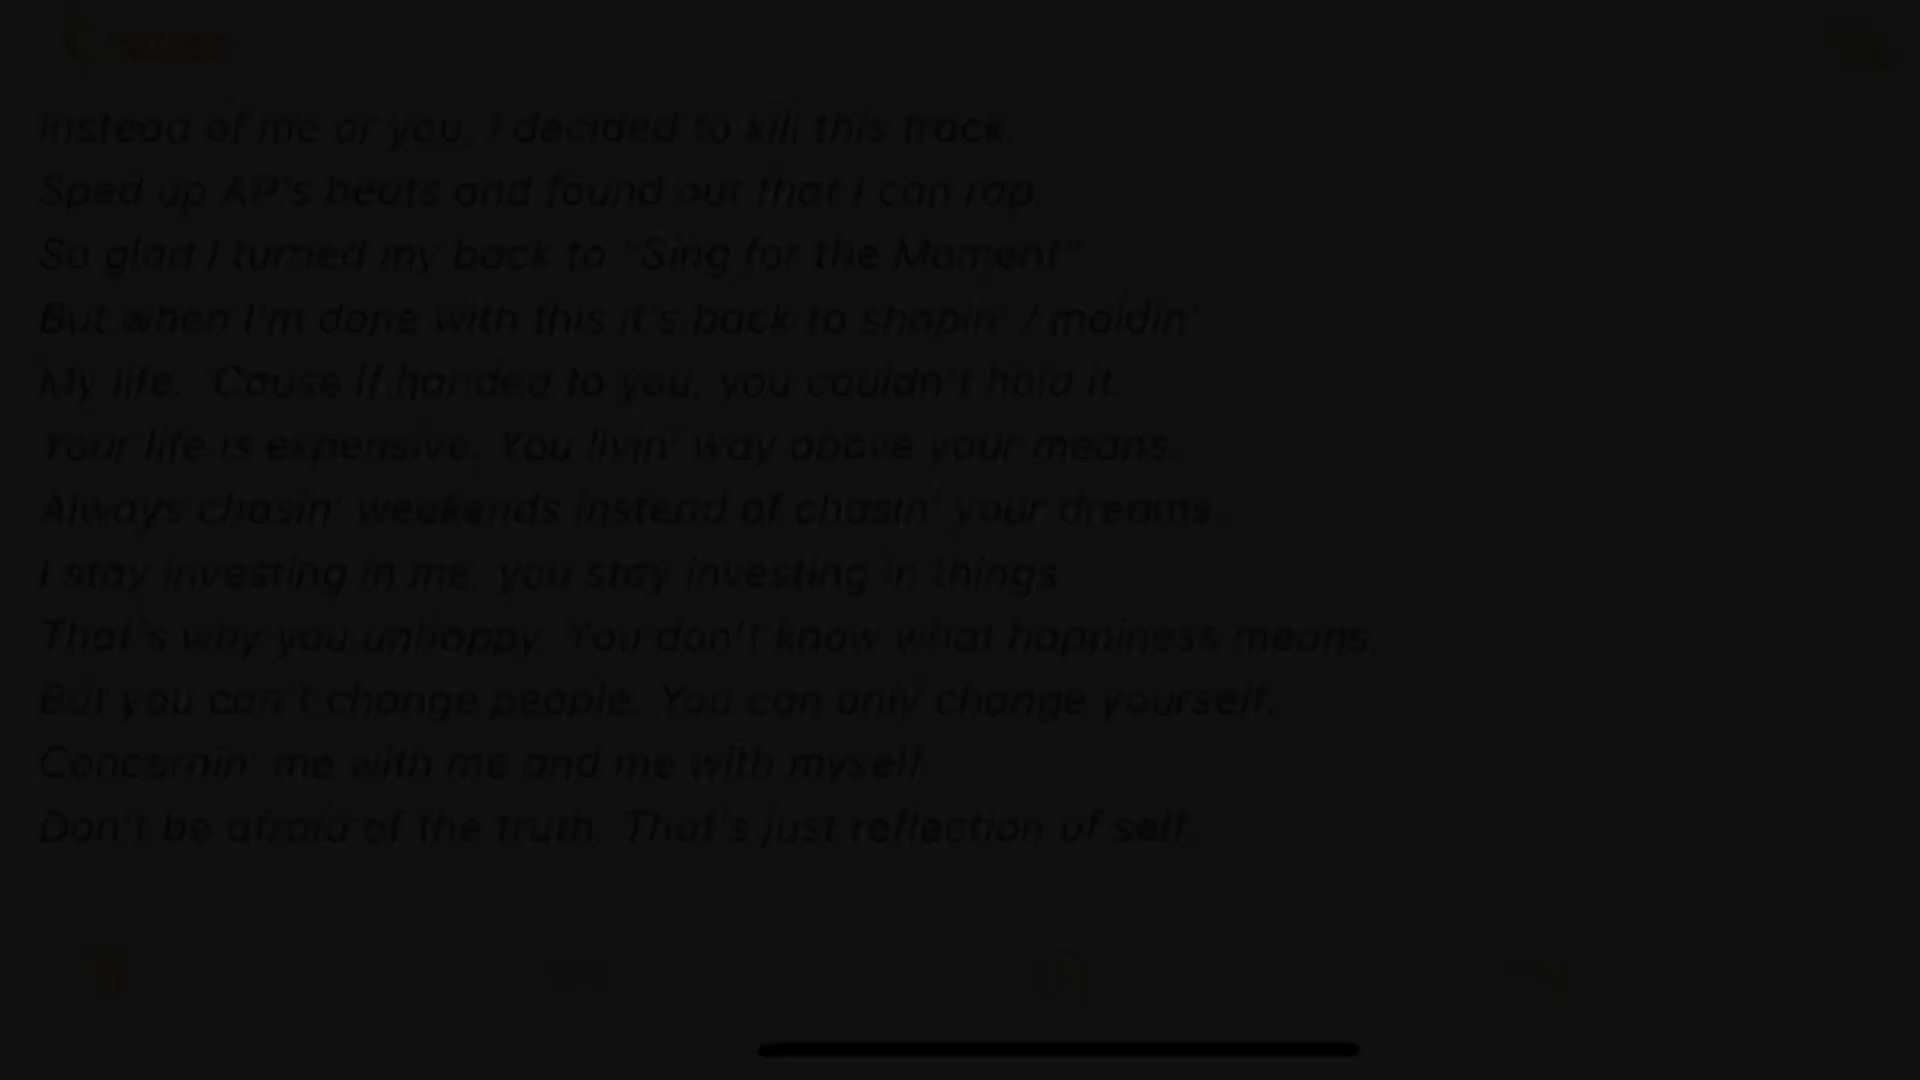 Notes
Instead of me or you, I decided to kill this track.
Sped up AP's beats and found out that I can rap.
So glad I turned my back to "Sing for the Moment"
But when I'm done with this it's back to shapin' / moldin'
My life. Cause if handed to you, you couldn't hold it.
Your life is expensive. You livin' way above your means.
Always chasin' weekends instead of chasin' your dreams.
I stay investing in me, you stay investing in things
That's why you unhappy. You don't know what happiness means.
But you can't change people. You can only change yourself.
Concernin' me with me and me with myself.
Don't be afraid of the truth. That's just reflection of self.